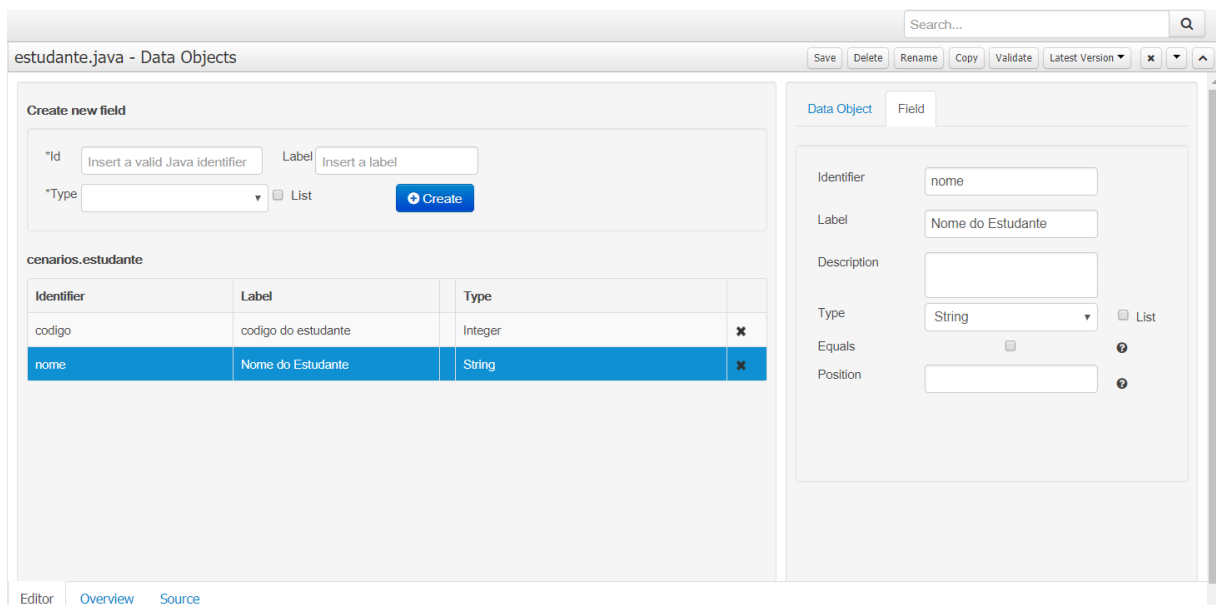 Search...
estudante.java - Data Objects
Save Delete Rename Copy Validate Latest Version
Create new field
*Id Insert a valid Java identifier Label Insert a label
*Type List Create
cenarios.estudante
Identifier Label Type
codigo codigo do estudante Integer
nome Nome do Estudante String
Data Object Field
Identifier nome
Label Nome do Estudante
Description
Type String List
Equals
Position
Editor Overview Source